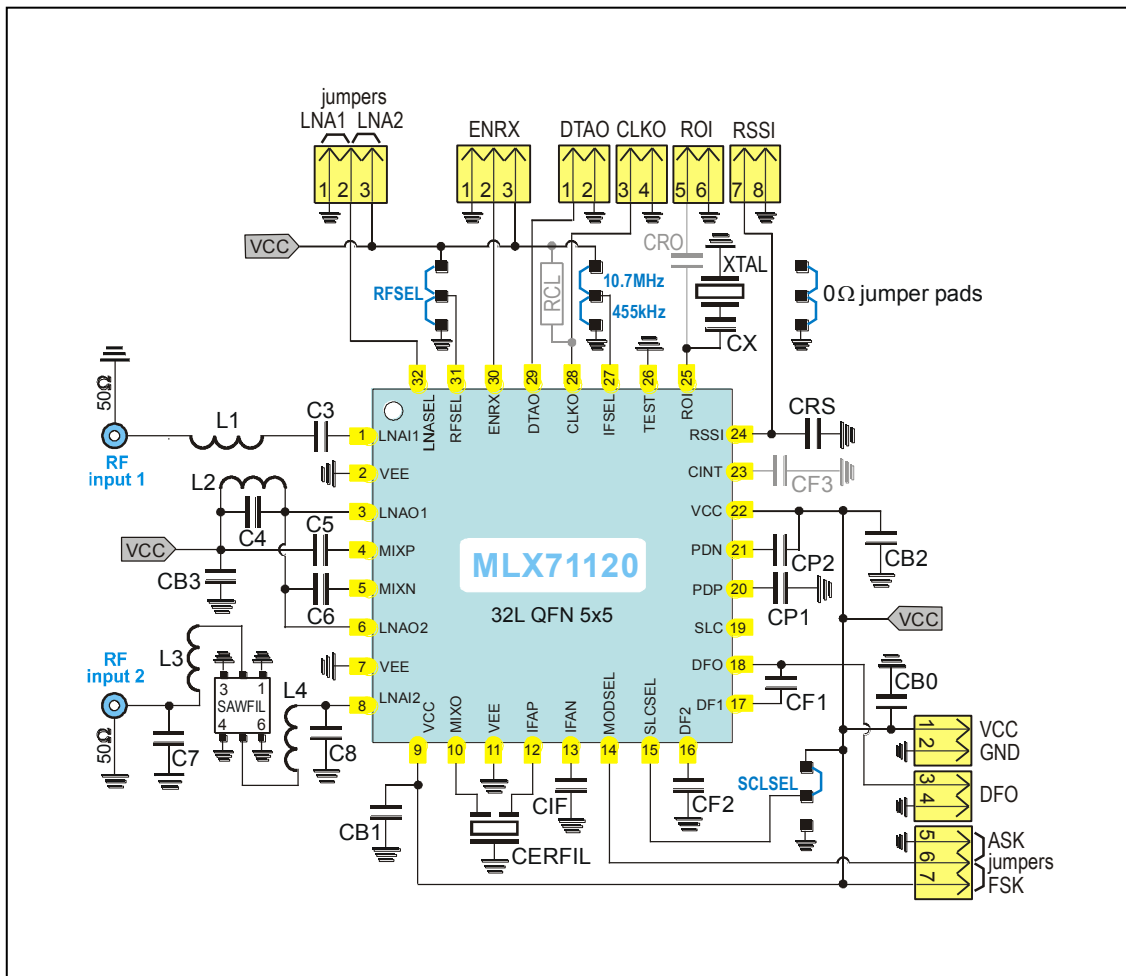 jumpers
LNA1 LNA2
ENRX
DTAO CLKO ROI RSSI
1 2 3
1 2 3
1 2
3 4
5 6
7 8
VCC
CRO
XTAL
RCL
RFSEL
10.7MHz
455kHz
0Ω jumper pads
CX
50Ω
RF
input 1
L1
C3
32 31 30 29 28 27 26 25
LNASEL RFSEL ENRX DTAO CLKO IFSEL TEST ROI
1 LNAI1
2 VEE
3 LNAO1
4 MIXP
5 MIXN
6 LNAO2
7 VEE
8 LNAI2
RSSI 24
CINT 23
VCC 22
PDN 21
PDP 20
SLC 19
DFO 18
DF1 17
MLX71120
32L QFN 5x5
CRS
CF3
CB2
CP2
CP1
VCC
CF1
CB0
L2
C4
C5
VCC
CB3
C6
L3
RF
input 2
50Ω
SAWFIL
3 1
4 6
L4
C7
C8
VCC MIXO VEE IFAP IFAN MODSEL SLCSEL DF2
9 10 11 12 13 14 15 16
CB1
CERFIL
CIF
CF2
SCLSEL
1 VCC
2 GND
3
4 DFO
5 ASK
6 jumpers
7 FSK